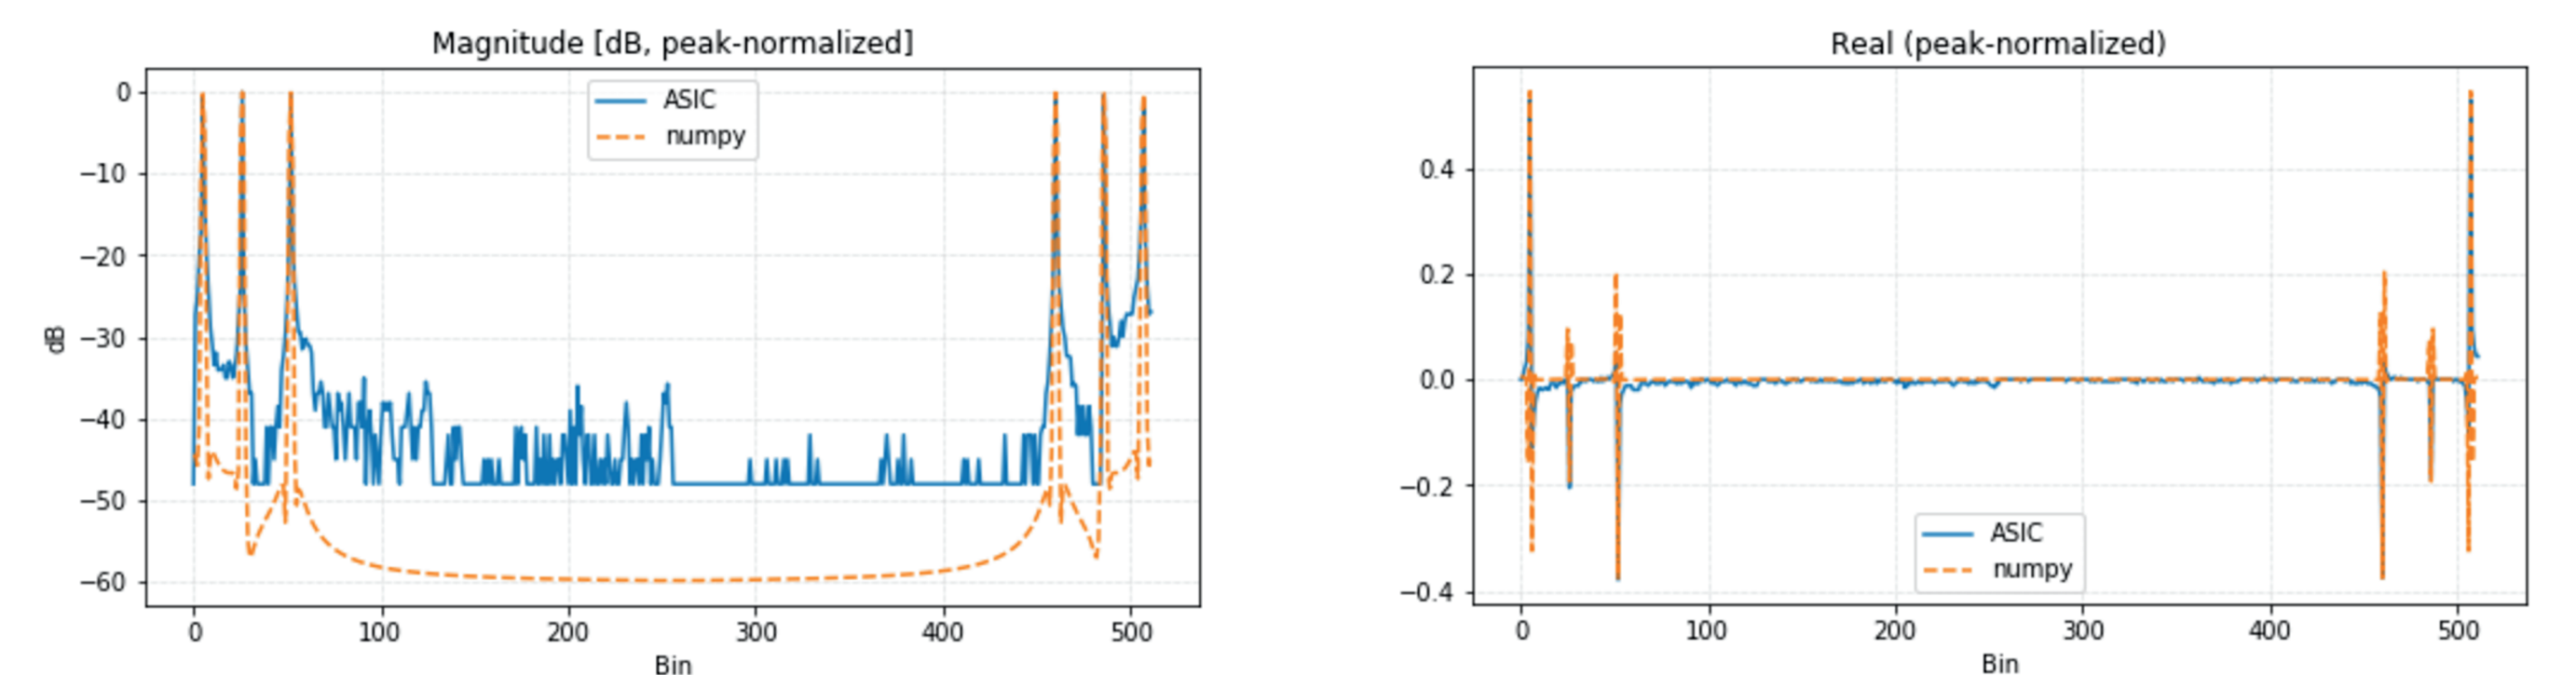 Magnitude [dB, peak-normalized]
0
−10
−20
−30
−40
−50
−60
dB
ASIC
numpy
0 100 200 300 400 500
Bin
Real (peak-normalized)
0.4
0.2
0.0
−0.2
−0.4
ASIC
numpy
0 100 200 300 400 500
Bin